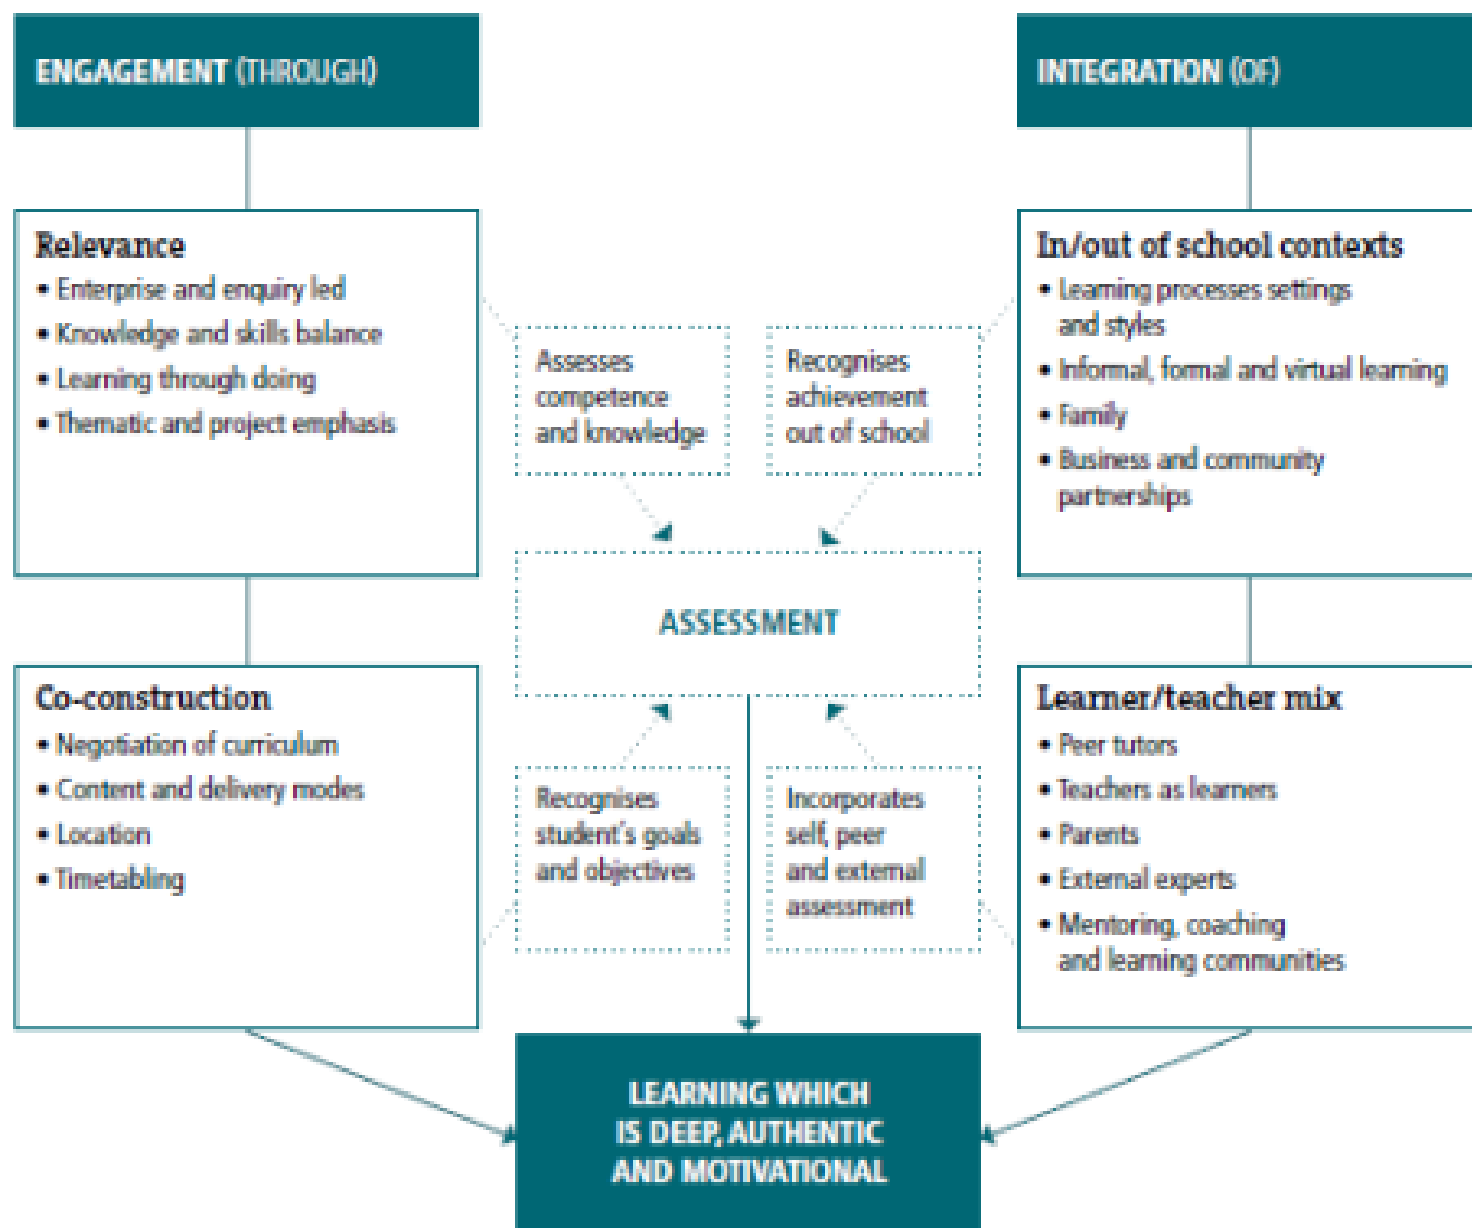 ENGAGEMENT (THROUGH)
INTEGRATION (OF)
Relevance
• Enterprise and enquiry led
• Knowledge and skills balance
• Learning through doing
• Thematic and project emphasis
In/out of school contexts
• Learning processes settings
and styles
• Informal, formal and virtual learning
• Family
• Business and community
partnerships
Assesses
competence
and knowledge
Recognises
achievement
out of school
ASSESSMENT
Co-construction
• Negotiation of curriculum
• Content and delivery modes
• Location
• Timetabling
Recognises
student's goals
and objectives
Incorporates
self, peer
and external
assessment
Learner/teacher mix
• Peer tutors
• Teachers as learners
• Parents
• External experts
• Mentoring, coaching
and learning communities
LEARNING WHICH
IS DEEP, AUTHENTIC
AND MOTIVATIONAL